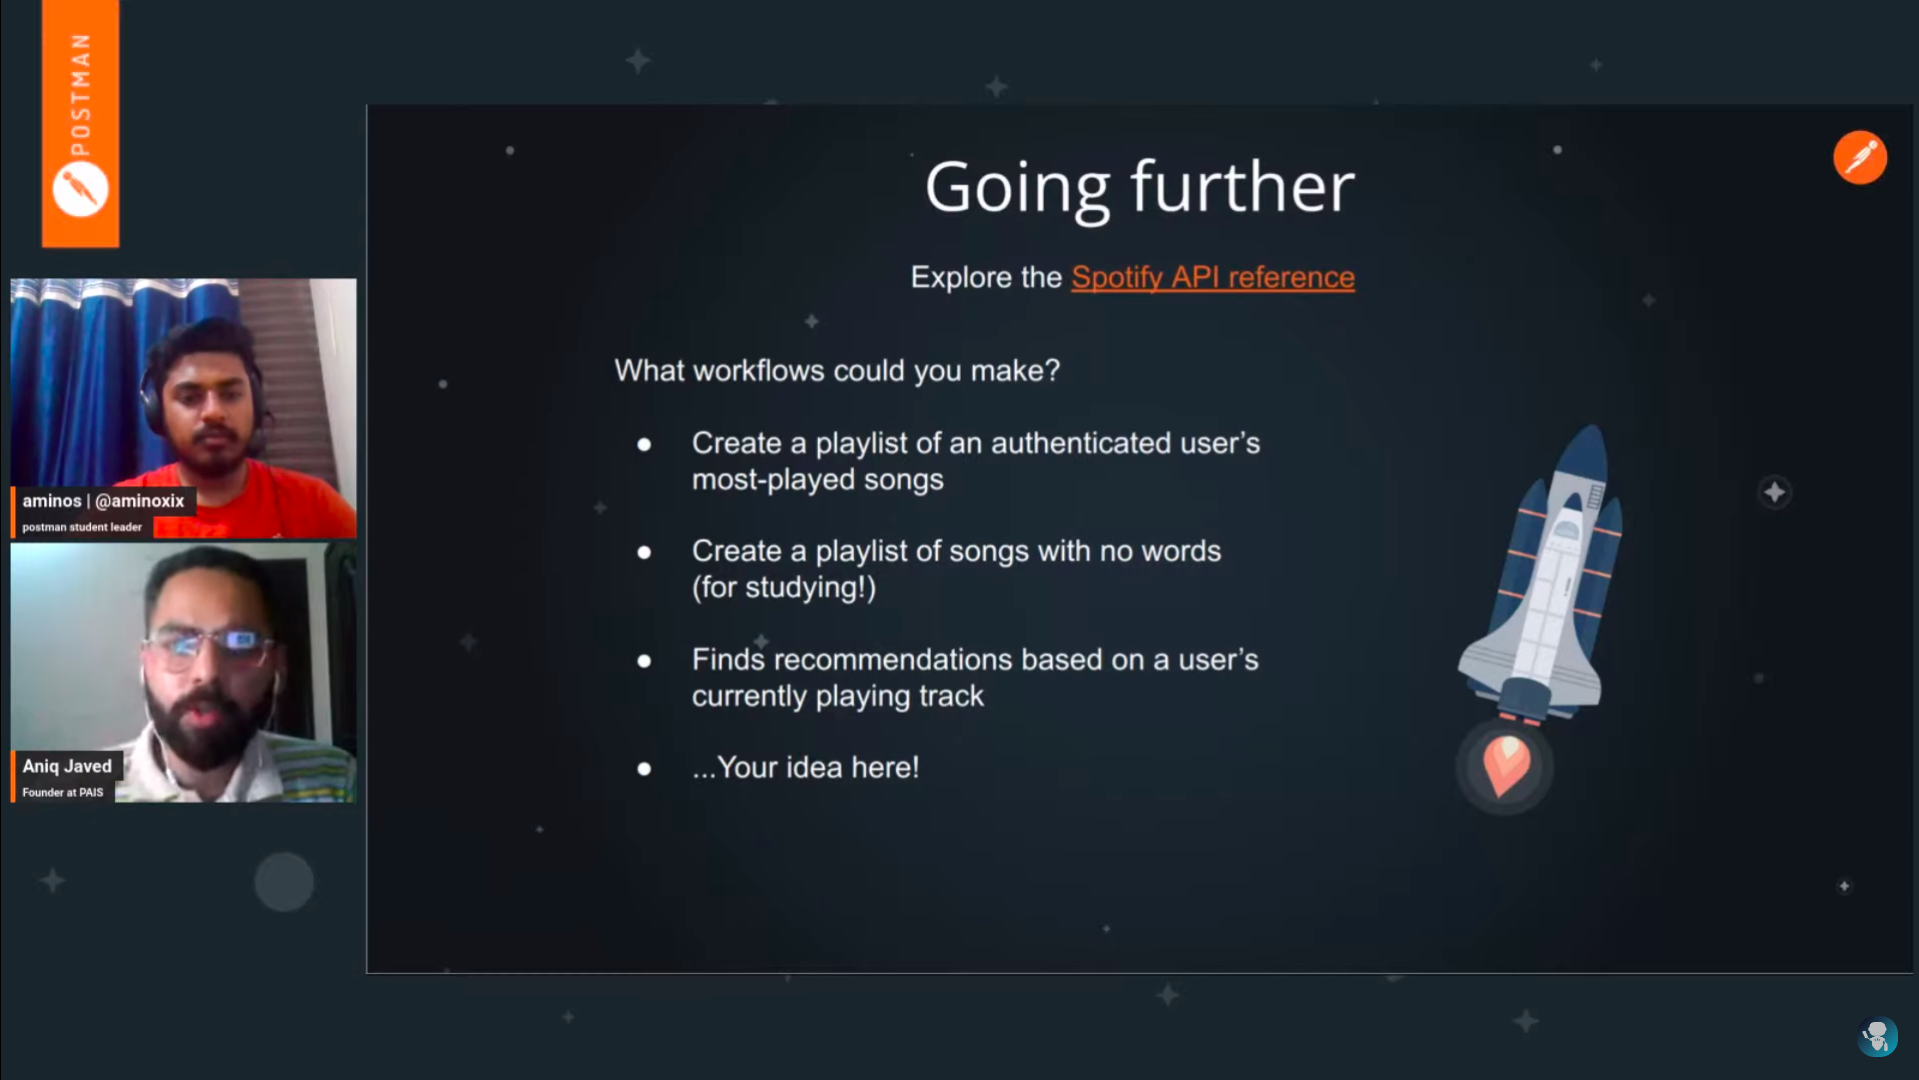 POSTMAN
Going further
Explore the Spotify API reference
What workflows could you make?
● Create a playlist of an authenticated user’s
most-played songs
● Create a playlist of songs with no words
(for studying!)
● Finds recommendations based on a user’s
currently playing track
● ...Your idea here!
aminos | @aminoxix
postman student leader
Aniq Javed
Founder at PAIS